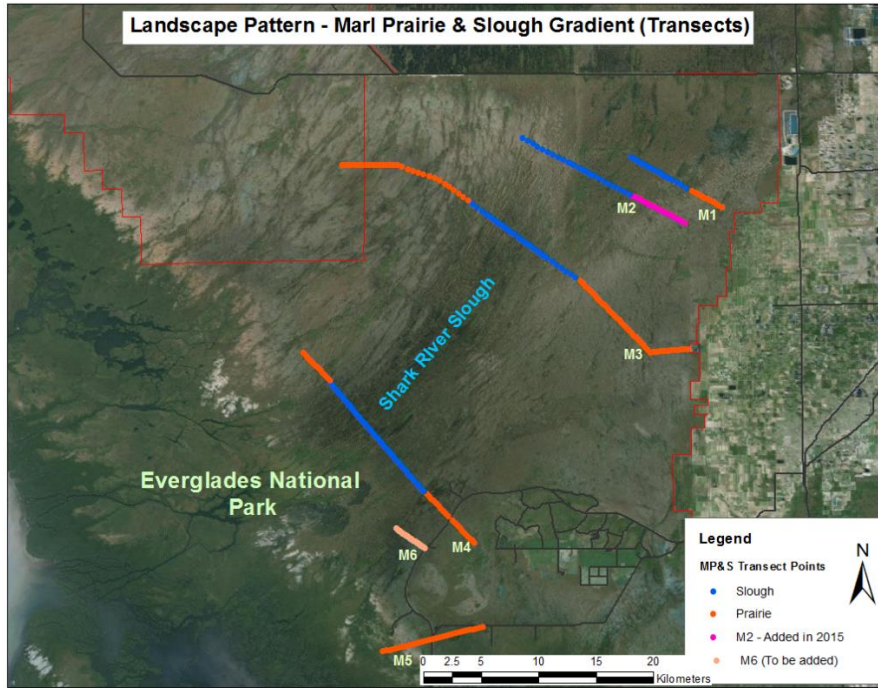 Landscape Pattern - Marl Prairie & Slough Gradient (Transects)
M2
M1
Shark River Slough
M3
Everglades National
Park
M6
M4
M5
Legend
MP&S Transect Points
Slough
Prairie
M2 - Added in 2015
M6 (To be added)
N
0 2.5 5 10 15 20
Kilometers